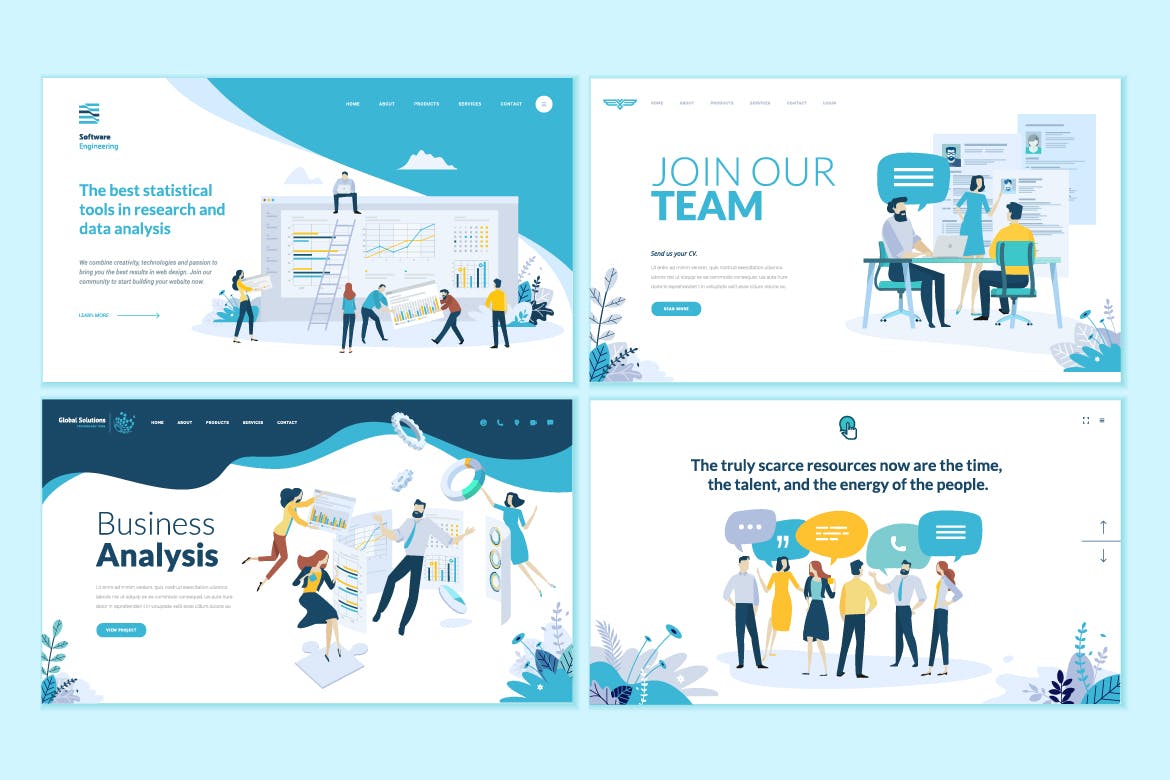 Software
Engineering
HOME ABOUT PRODUCTS SERVICES CONTACT
The best statistical
tools in research and
data analysis
We combine creativity, technologies and passion to
bring you the best results in web design. Join our
community to start building your website now.
LEARN MORE
HOME ABOUT PRODUCTS SERVICES CONTACT LOGIN
JOIN OUR
TEAM
Send us your CV.
Ut enim ad minim veniam, quis nostrud exercitation ullamco
laboris nisi ut aliquip ex ea commodo consequat. Duis aute irure
dolor in reprehenderit in voluptate velit esse cillum dolore eu.
READ MORE
Global Solutions
HOME ABOUT PRODUCTS SERVICES CONTACT
Business
Analysis
Ut enim ad minim veniam, quis nostrud exercitation ullamco
laboris nisi ut aliquip ex ea commodo consequat. Duis aute irure
dolor in reprehenderit in voluptate velit esse cillum dolore eu.
VIEW PROJECT
The truly scarce resources now are the time,
the talent, and the energy of the people.